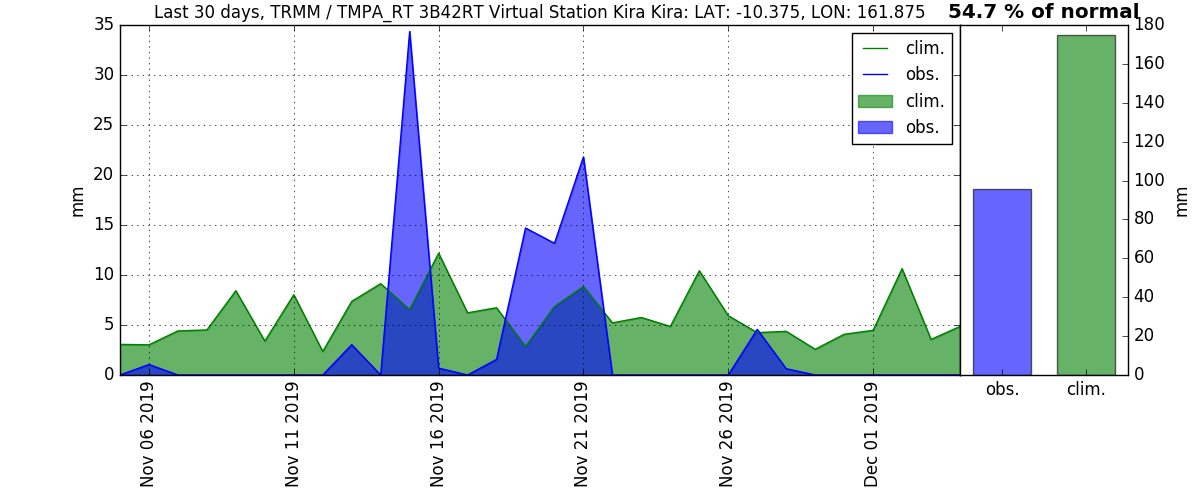 Last 30 days, TRMM / TMPA_RT 3B42RT Virtual Station Kira Kira: LAT: -10.375, LON: 161.875
54.7 % of normal
35
30
25
20
15
10
5
0
mm
clim.
obs.
clim.
obs.
180
160
140
120
100
80
60
40
20
0
mm
obs.
clim.
Nov 06 2019
Nov 11 2019
Nov 16 2019
Nov 21 2019
Nov 26 2019
Dec 01 2019